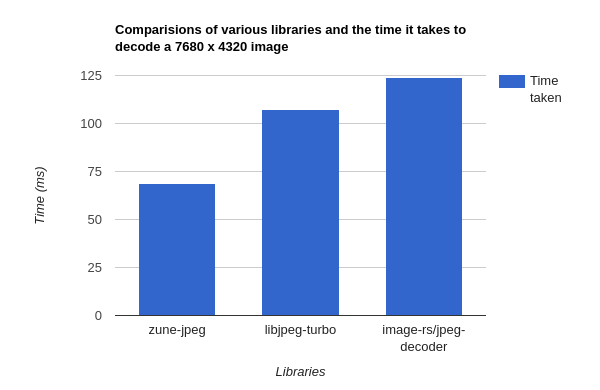 Comparisions of various libraries and the time it takes to
decode a 7680 x 4320 image
125
100
75
50
25
0
Time (ms)
Time
taken
zune-jpeg
libjpeg-turbo
image-rs/jpeg-
decoder
Libraries